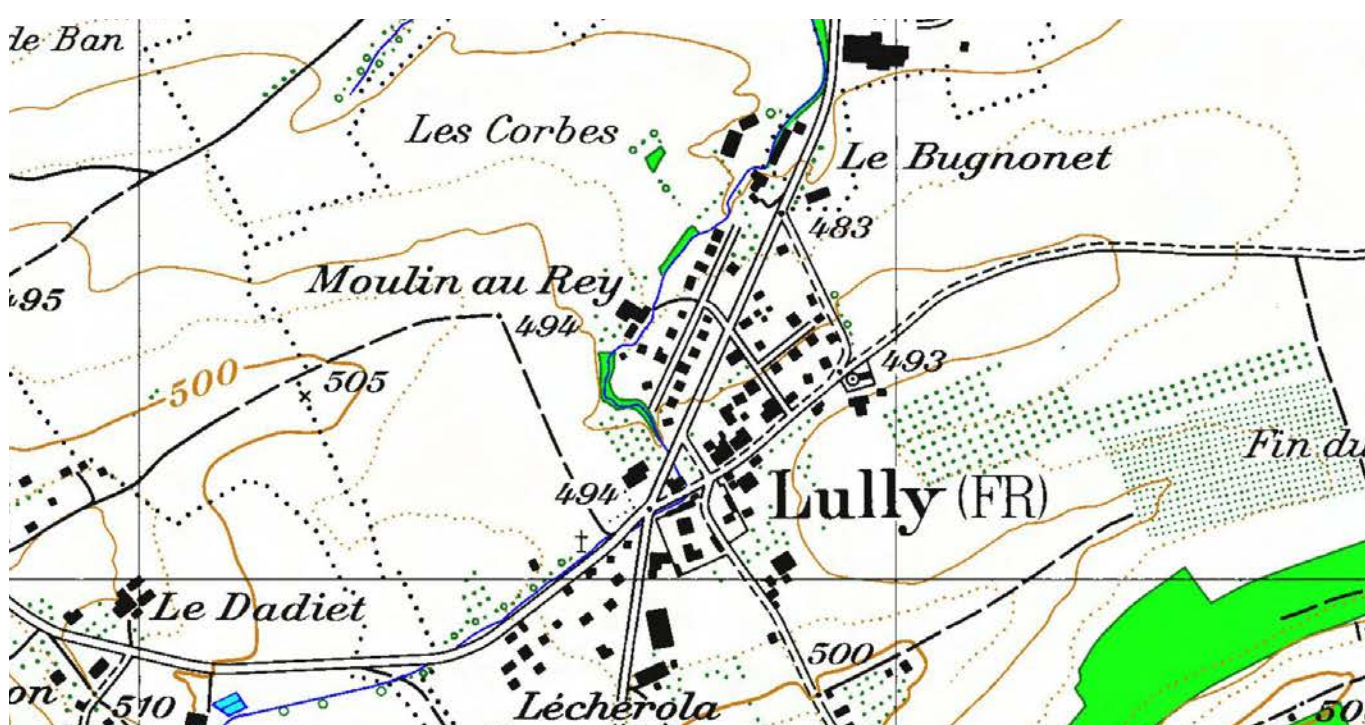 de Ban
Les Corbes
Le Bugnonet
483
Moulin au Rey
495
494
493
500
505
Fin du
Lully (FR)
494
Le Dadiet
500
510
Lécherola
50